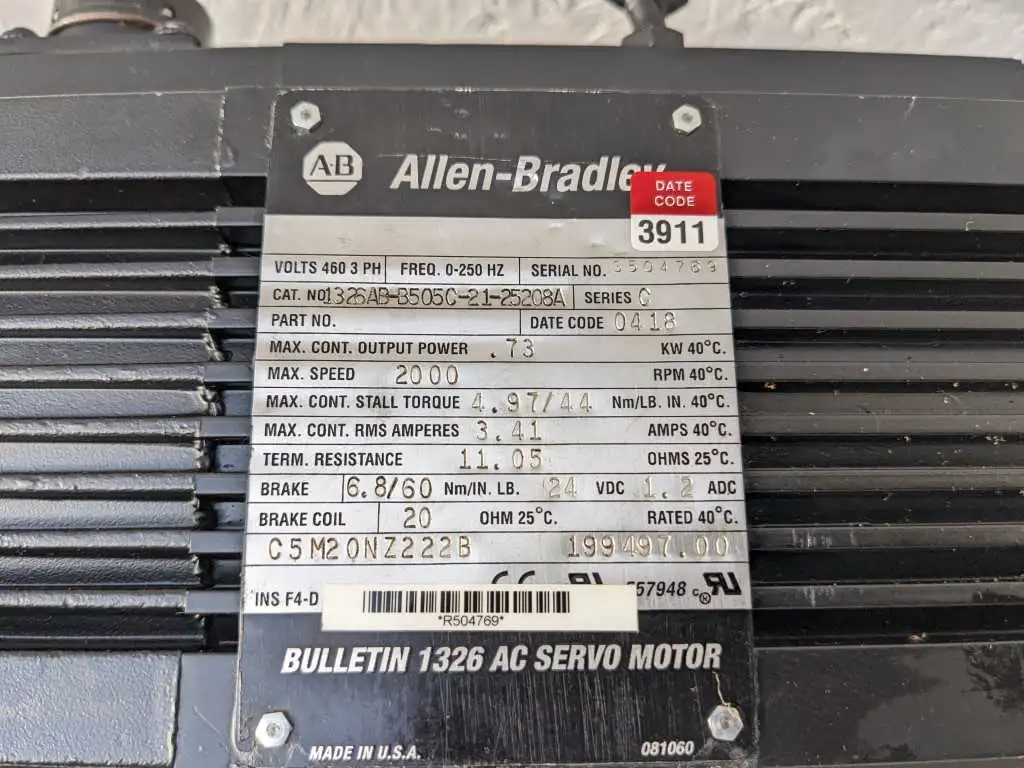 A-B Allen-Bradley
DATE
CODE
3911
VOLTS 460 3 PH FREQ. 0-250 HZ SERIAL NO. 3504769
CAT. NO 1326AB-B505C-21-25208A SERIES C
PART NO. DATE CODE 0418
MAX. CONT. OUTPUT POWER .73 KW 40°C.
MAX. SPEED 2000 RPM 40°C.
MAX. CONT. STALL TORQUE 4.97/44 Nm/LB. IN. 40°C.
MAX. CONT. RMS AMPERES 3.41 AMPS 40°C.
TERM. RESISTANCE 11.05 OHMS 25°C.
BRAKE 6.8/60 Nm/IN. LB. 24 VDC 1.2 ADC
BRAKE COIL 20 OHM 25°C. RATED 40°C.
C5M20NZ222B 199497.00
INS F4-D 57948 c ®
*R504769*
BULLETIN 1326 AC SERVO MOTOR
MADE IN U.S.A. 081060